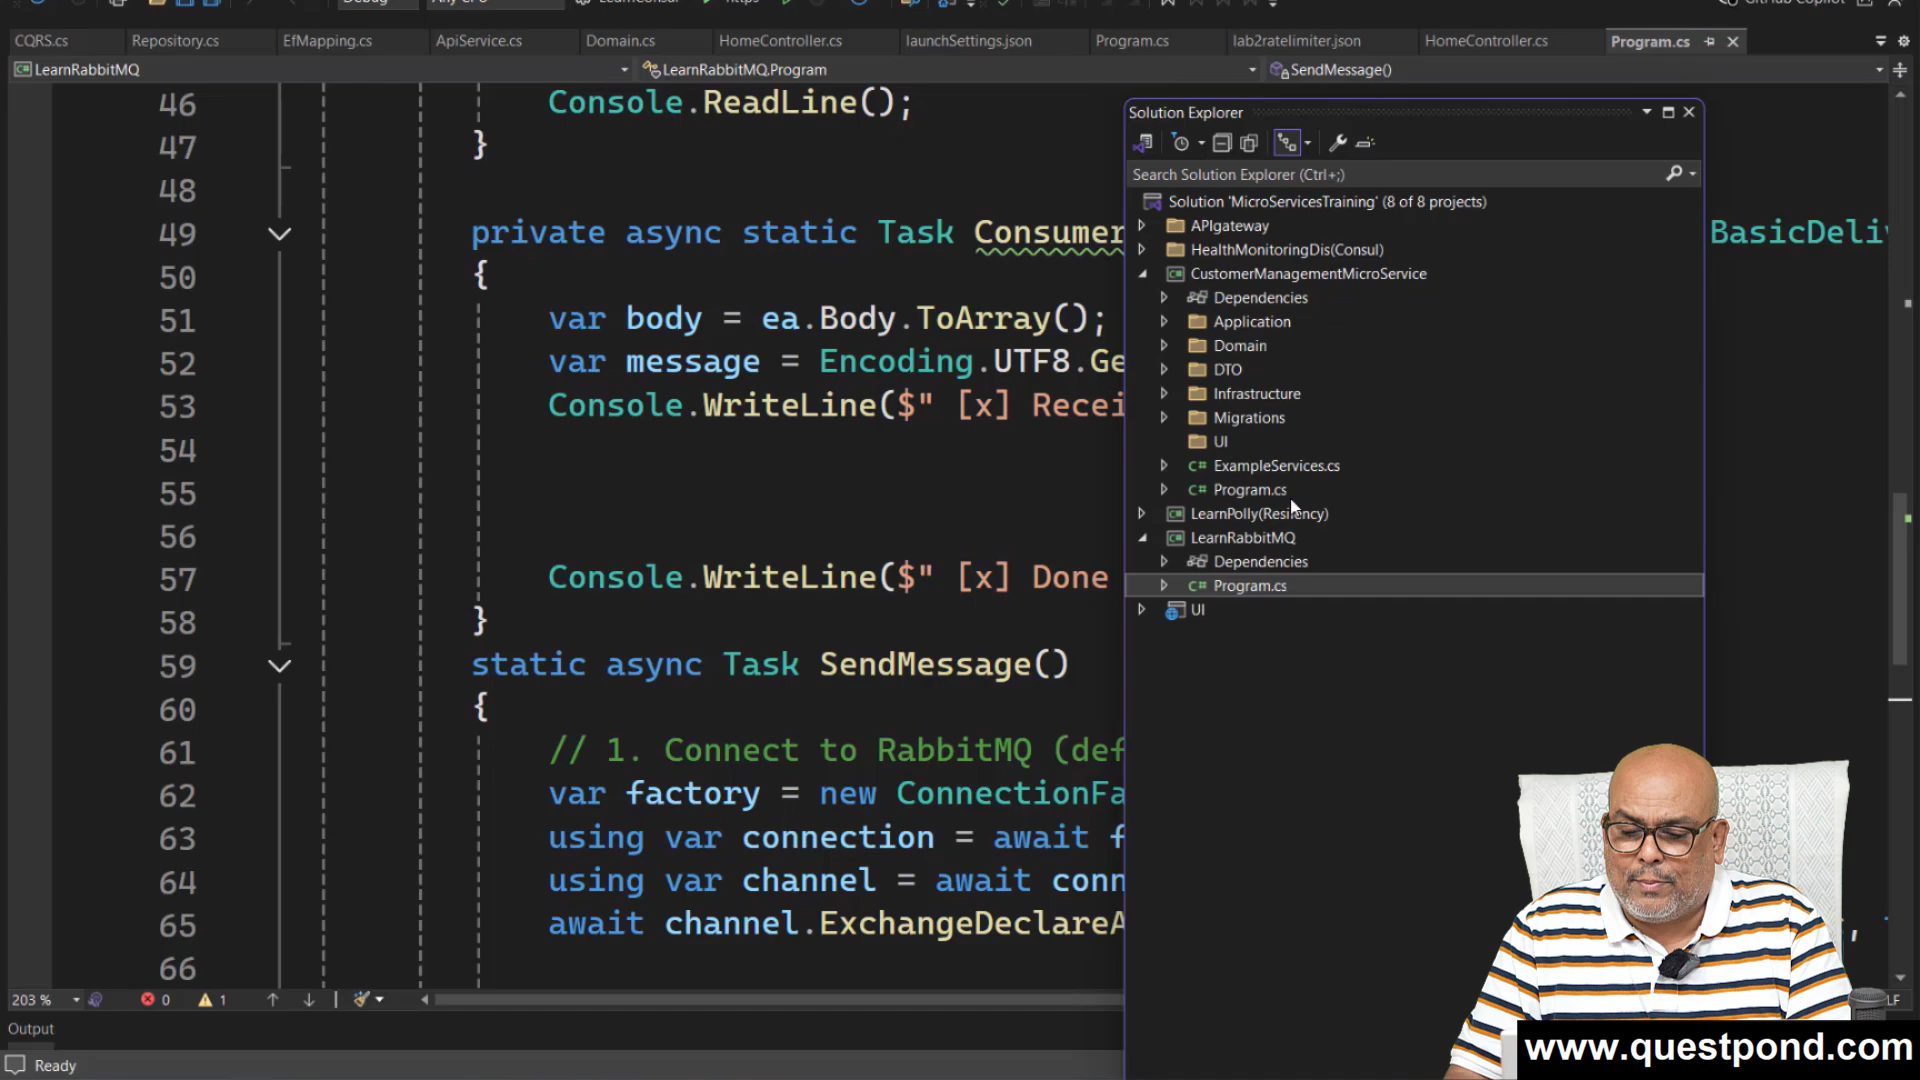 Debug
CQRS.cs
Repository.cs
EfMapping.cs
ApiService.cs
Domain.cs
HomeController.cs
launchSettings.json
Program.cs
lab2ratelimiter.json
HomeController.cs
Program.cs
LearnRabbitMQ
LearnRabbitMQ.Program
SendMessage()
46 Console.ReadLine();
47 }
48
49 private async static Task Consumer
BasicDeliv
50 {
51 var body = ea.Body.ToArray();
52 var message = Encoding.UTF8.Ge
53 Console.WriteLine($" [x] Recei
54
55
56
57 Console.WriteLine($" [x] Done
58 }
59 static async Task SendMessage()
60 {
61 // 1. Connect to RabbitMQ (def
62 var factory = new ConnectionFa
63 using var connection = await f
64 using var channel = await conn
65 await channel.ExchangeDeclareA
66
Solution Explorer
Search Solution Explorer (Ctrl+;)
Solution 'MicroServicesTraining' (8 of 8 projects)
APIgateway
HealthMonitoringDis(Consul)
CustomerManagementMicroService
Dependencies
Application
Domain
DTO
Infrastructure
Migrations
UI
C# ExampleServices.cs
C# Program.cs
LearnPolly(Resiliency)
LearnRabbitMQ
Dependencies
C# Program.cs
UI
203 %
0
1
LF
Output
Ready
www.questpond.com